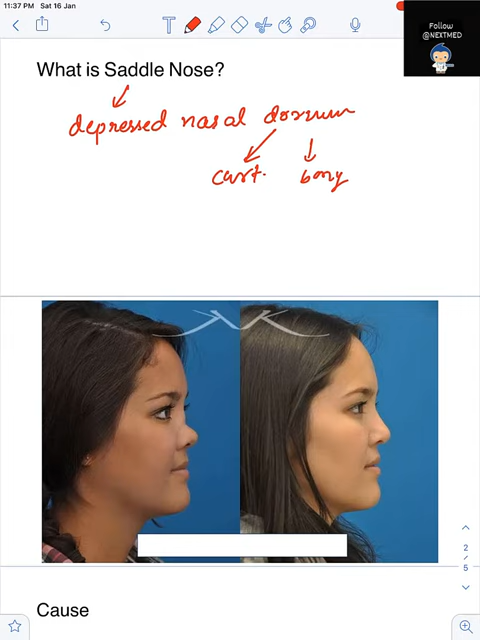 11:37 PM Sat 16 Jan
Follow
@NEXTMED
What is Saddle Nose?
depressed nasal dorsum
cart. bony
2
/
5
Cause